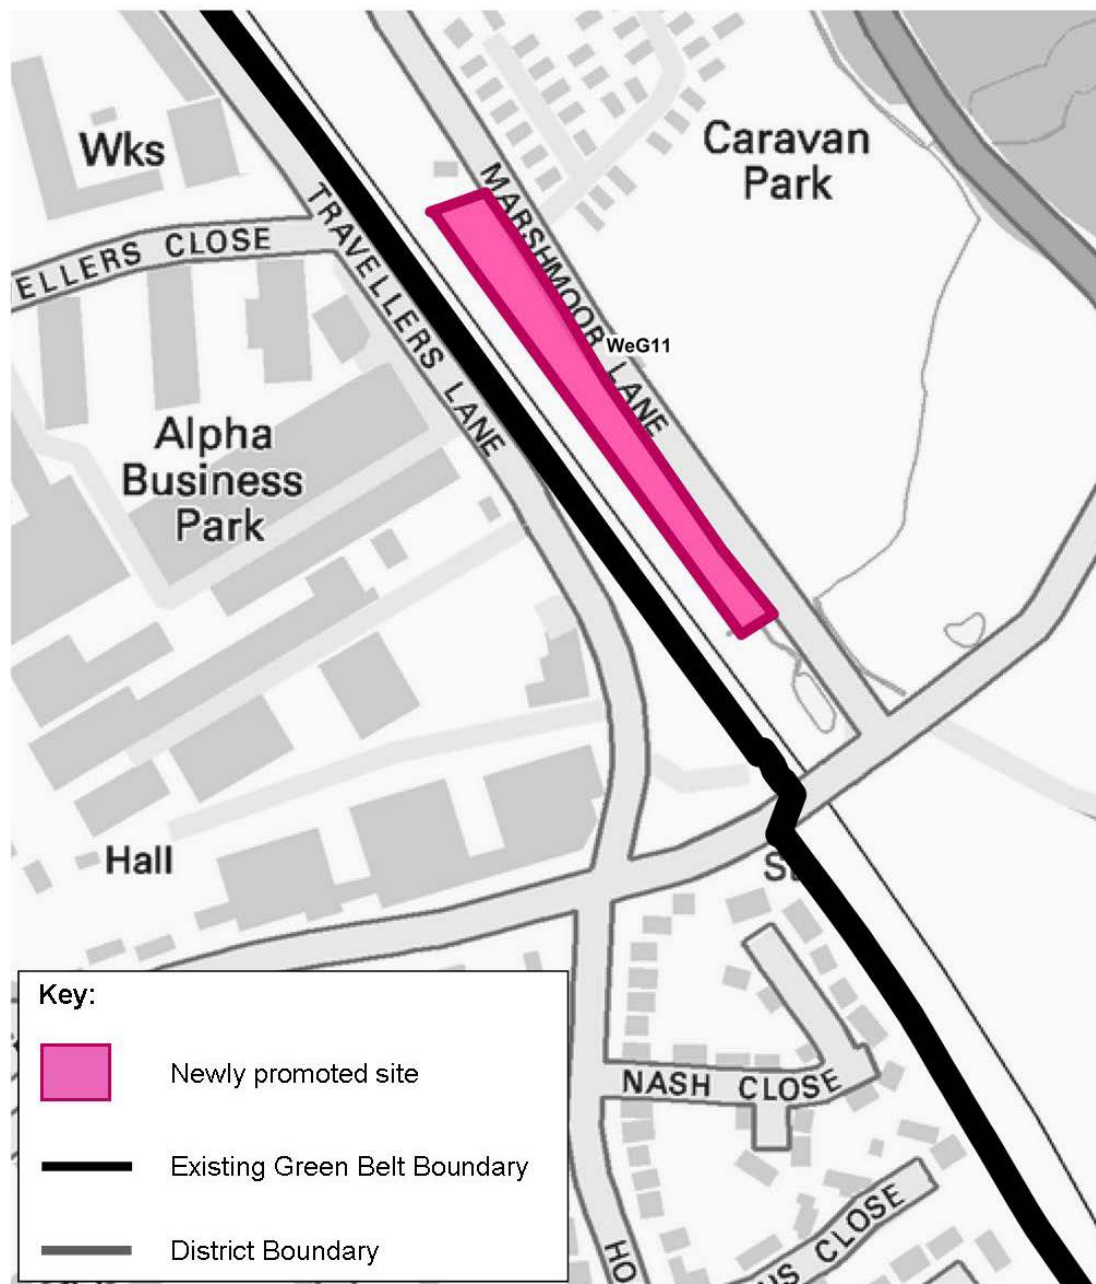 Wks
Caravan
Park
MARSHMOOR LANE
ELLERS CLOSE
TRAVELLERS LANE
WeG11
Alpha
Business
Park
Hall
St
Key:
Newly promoted site
Existing Green Belt Boundary
District Boundary
NASH CLOSE
US CLOSE
HO